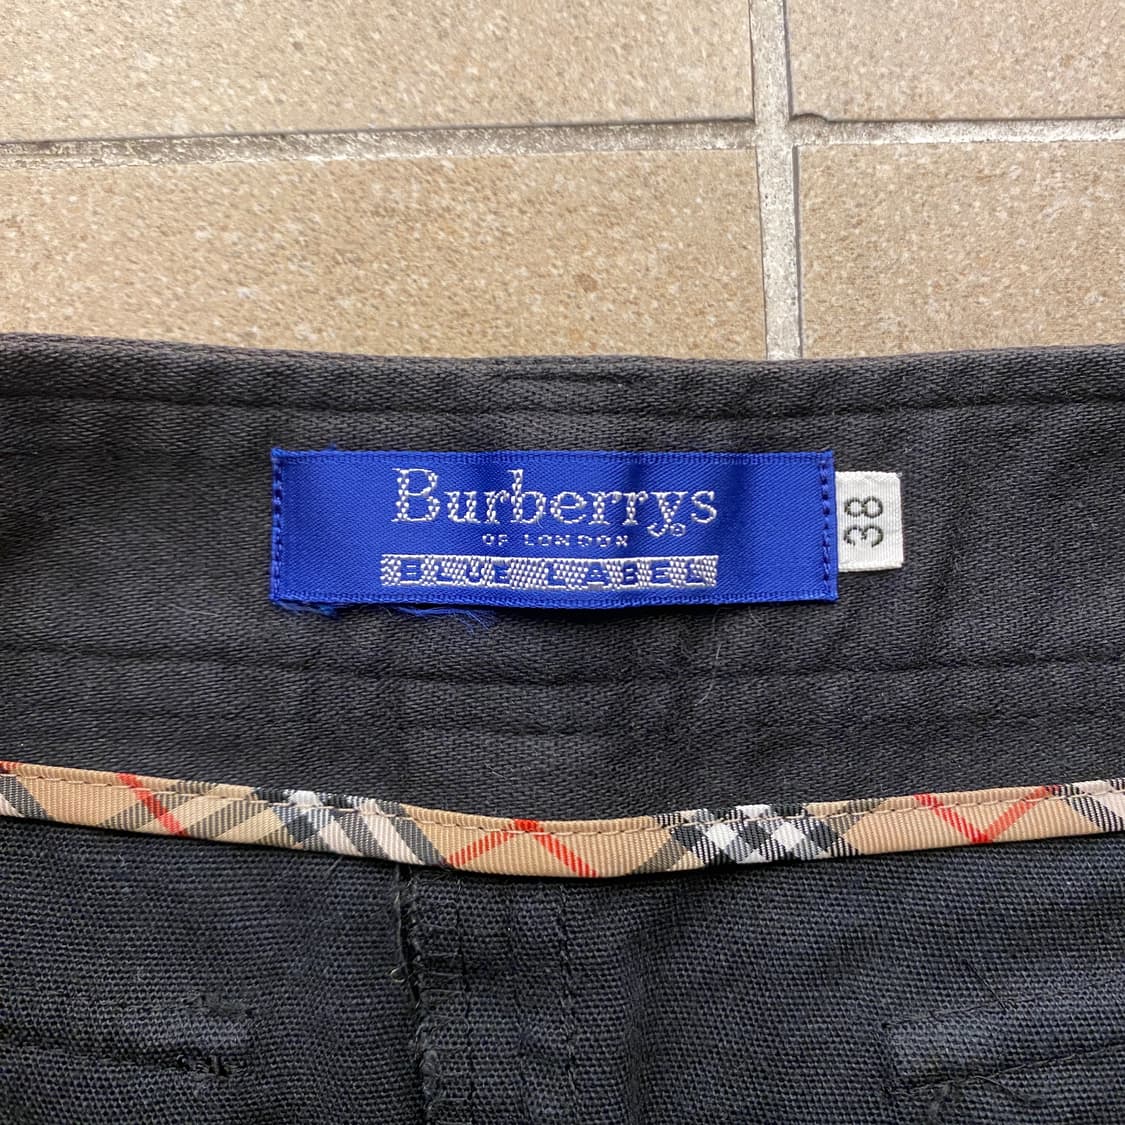 Burberrys®
OF LONDON
BLUE LABEL
38